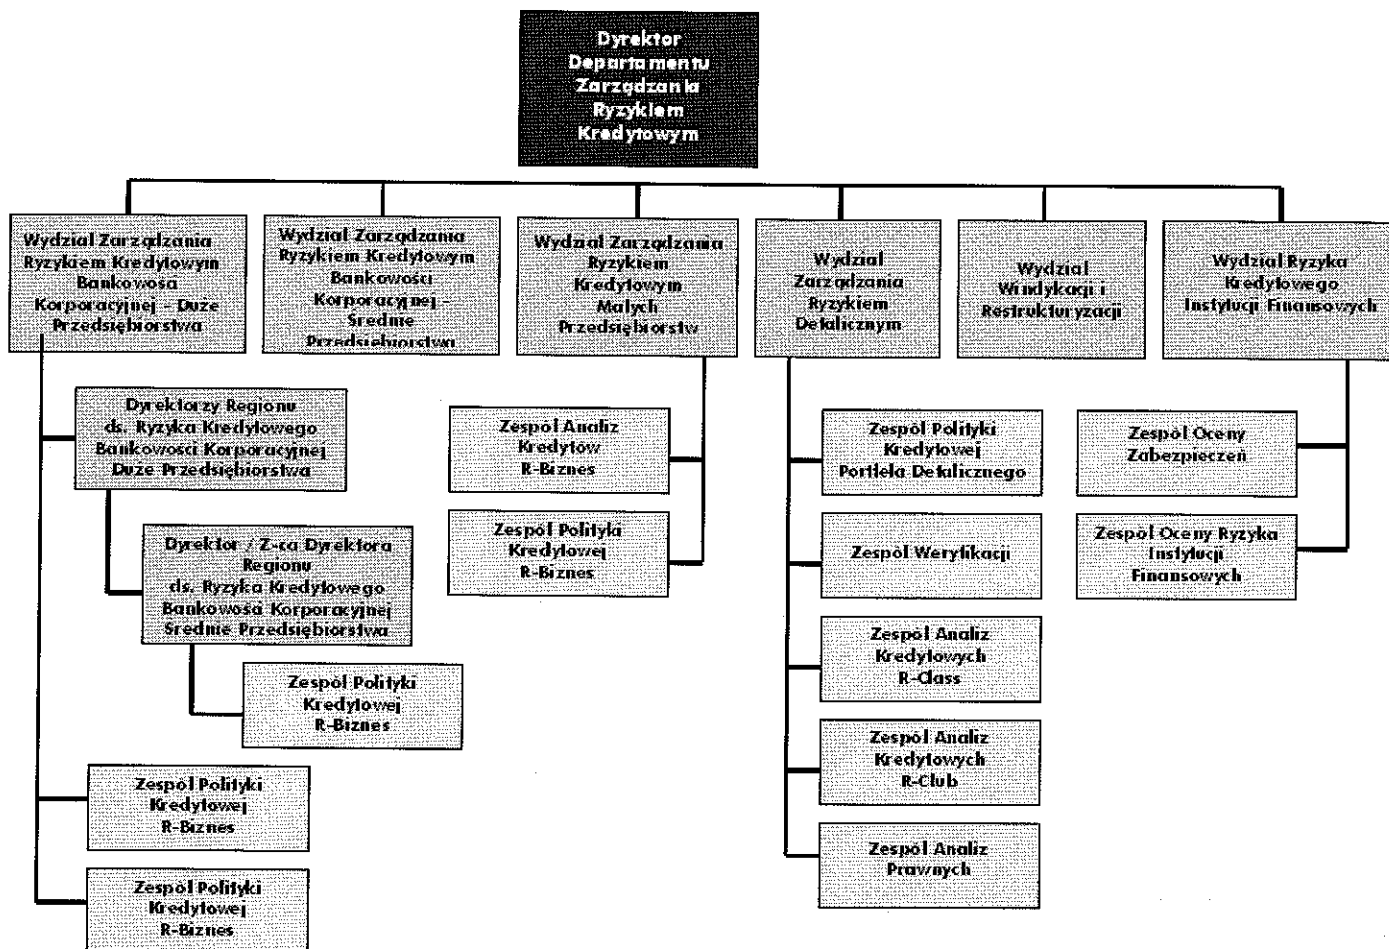 Dyrektor
Departamentu
Zarządzania
Ryzykiem
Kredytowym
Wydział Zarządzania
Ryzykiem Kredytowym
Bankowość
Korporacyjnej – Duże
Przedsiębiorstwa
Wydział Zarządzania
Ryzykiem Kredytowym
Bankowości
Korporacyjnej –
Średnie
Przedsiębiorstwa
Wydział Zarządzania
Ryzykiem
Kredytowym
Małych
Przedsiębiorstw
Wydział
Zarządzania
Ryzykiem
Detalicznym
Wydział
Windykacji i
Restrukturyzacji
Wydział Ryzyka
Kredytowego
Instytucji Finansowych
Dyrektorzy Regionu
ds. Ryzyka Kredytowego
Bankowości Korporacyjnej
Duże Przedsiębiorstwa
Dyrektor / Z-ca Dyrektora
Regionu
ds. Ryzyka Kredytowego
Bankowość Korporacyjnej
Średnie Przedsiębiorstwa
Zespół Polityki
Kredytowej
R-Biznes
Zespół Polityki
Kredytowej
R-Biznes
Zespół Polityki
Kredytowej
R-Biznes
Zespół Analiz
Kredytów
R-Biznes
Zespół Polityki
Kredytowej
R-Biznes
Zespół Polityki
Kredytowej
Portfela Detalicznego
Zespół Weryfikacji
Zespół Analiz
Kredytowych
R-Class
Zespół Analiz
Kredytowych
R-Club
Zespół Analiz
Prawnych
Zespół Oceny
Zabezpieczeń
Zespół Oceny Ryzyka
Instytucji
Finansowych